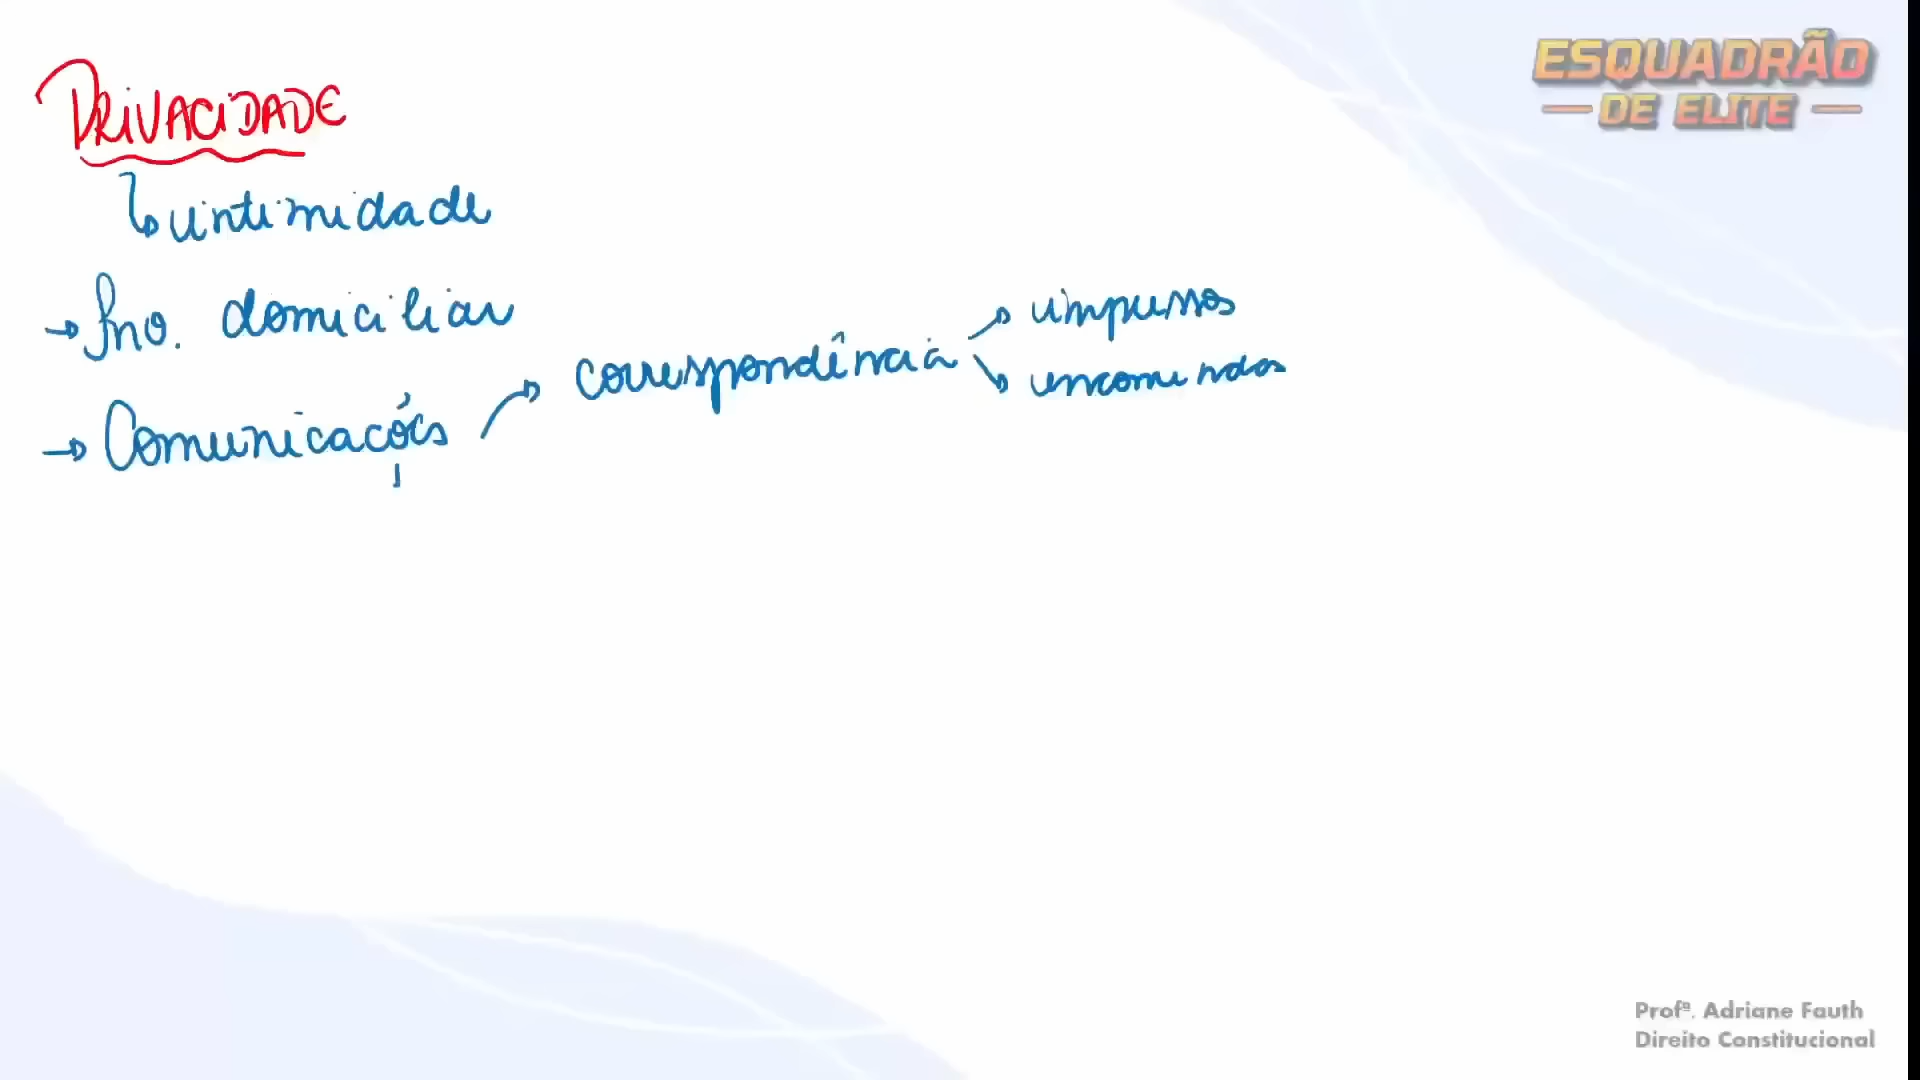 ESQUADRÃO
DE ELITE
PRIVACIDADE
intimidade
→ Inv. domiciliar
→ Comunicações → correspondência
→ impressos
→ encomendas
Profª. Adriane Fauth
Direito Constitucional